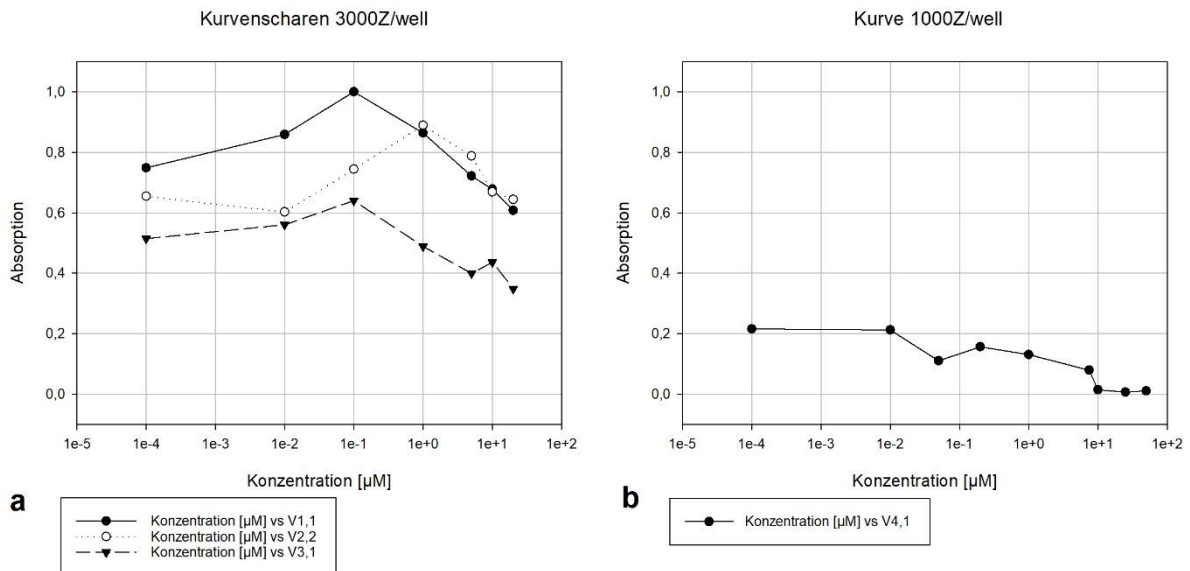 Kurvenscharen 3000Z/well
1,0
0,8
0,6
0,4
0,2
0,0
Absorption
1e-5 1e-4 1e-3 1e-2 1e-1 1e+0 1e+1 1e+2
Konzentration [µM]
a
Konzentration [µM] vs V1,1
Konzentration [µM] vs V2,2
Konzentration [µM] vs V3,1
Kurve 1000Z/well
1,0
0,8
0,6
0,4
0,2
0,0
Absorption
1e-5 1e-4 1e-3 1e-2 1e-1 1e+0 1e+1 1e+2
Konzentration [µM]
b
Konzentration [µM] vs V4,1